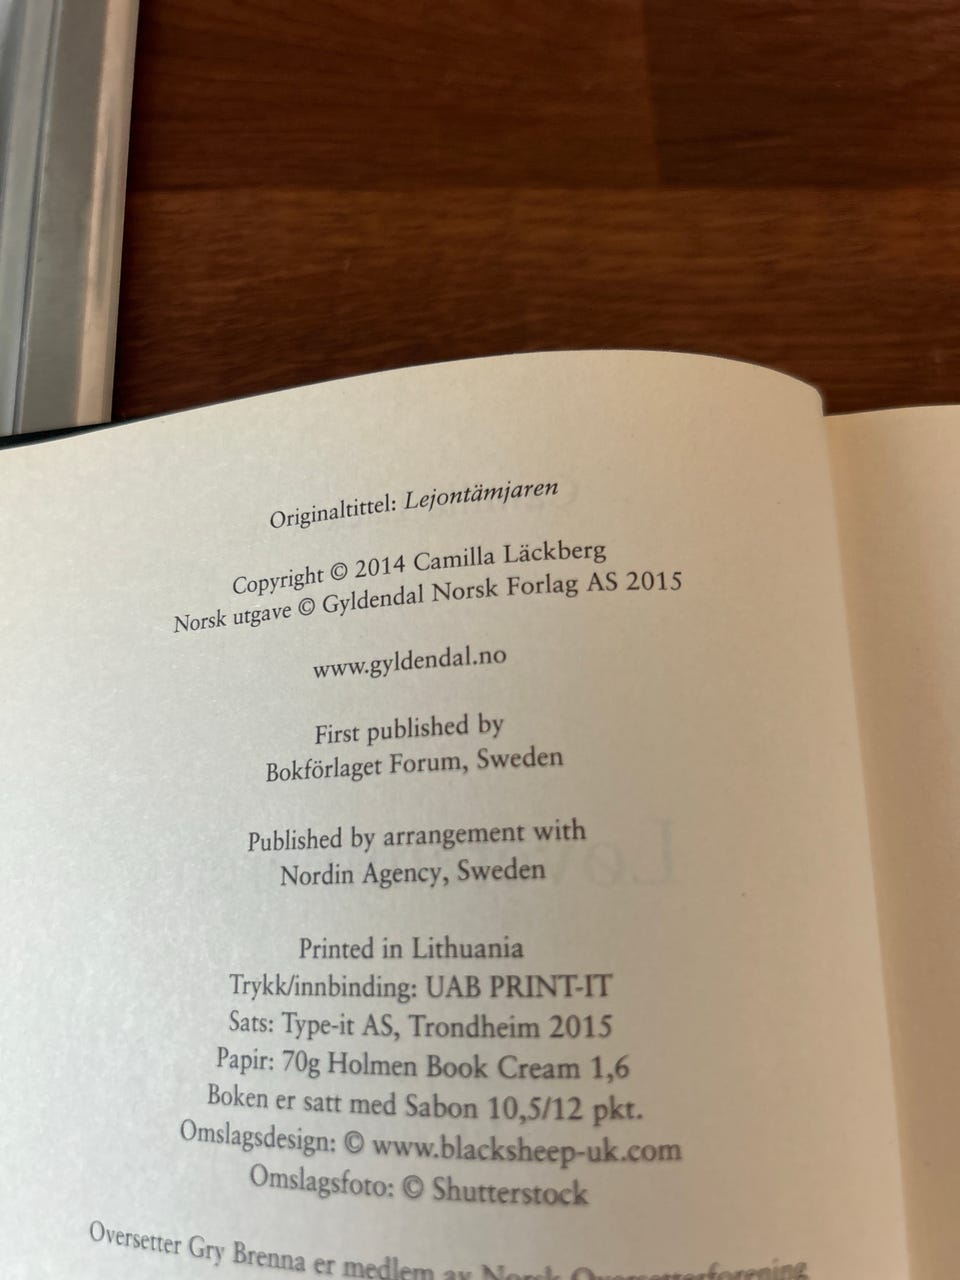 Originaltittel: Lejontämjaren
Copyright © 2014 Camilla Läckberg
Norsk utgave © Gyldendal Norsk Forlag AS 2015
www.gyldendal.no
First published by
Bokförlaget Forum, Sweden
Published by arrangement with
Nordin Agency, Sweden
Printed in Lithuania
Trykk/innbinding: UAB PRINT-IT
Sats: Type-it AS, Trondheim 2015
Papir: 70g Holmen Book Cream 1,6
Boken er satt med Sabon 10,5/12 pkt.
Omslagsdesign: © www.blacksheep-uk.com
Omslagsfoto: © Shutterstock
Oversetter Gry Brenna er medlem av Norsk Oversetterforening